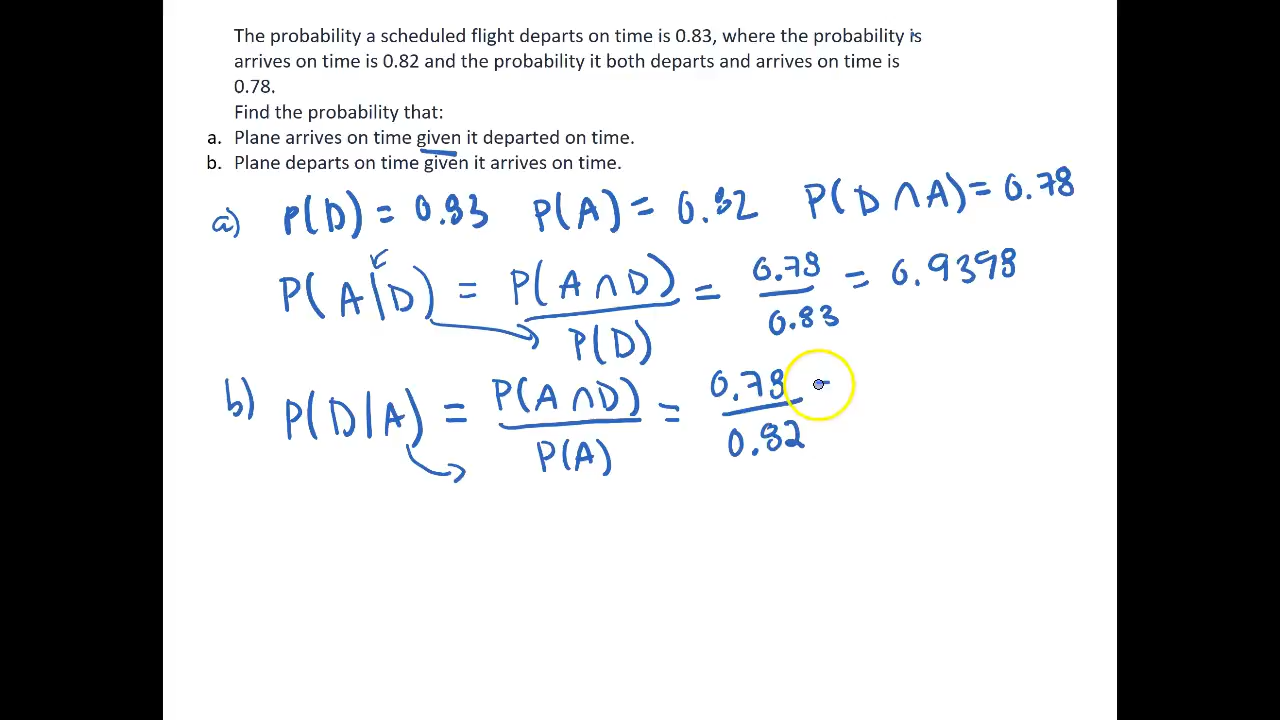 The probability a scheduled flight departs on time is 0.83, where the probability is
arrives on time is 0.82 and the probability it both departs and arrives on time is
0.78.
Find the probability that:
a. Plane arrives on time given it departed on time.
b. Plane departs on time given it arrives on time.
a) P(D) = 0.83 P(A) = 0.82 P(D ∩ A) = 0.78
P(A|D) = P(A ∩ D) / P(D) = 0.78 / 0.83 = 0.9398
b) P(D|A) = P(A ∩ D) / P(A) = 0.78 / 0.82 -